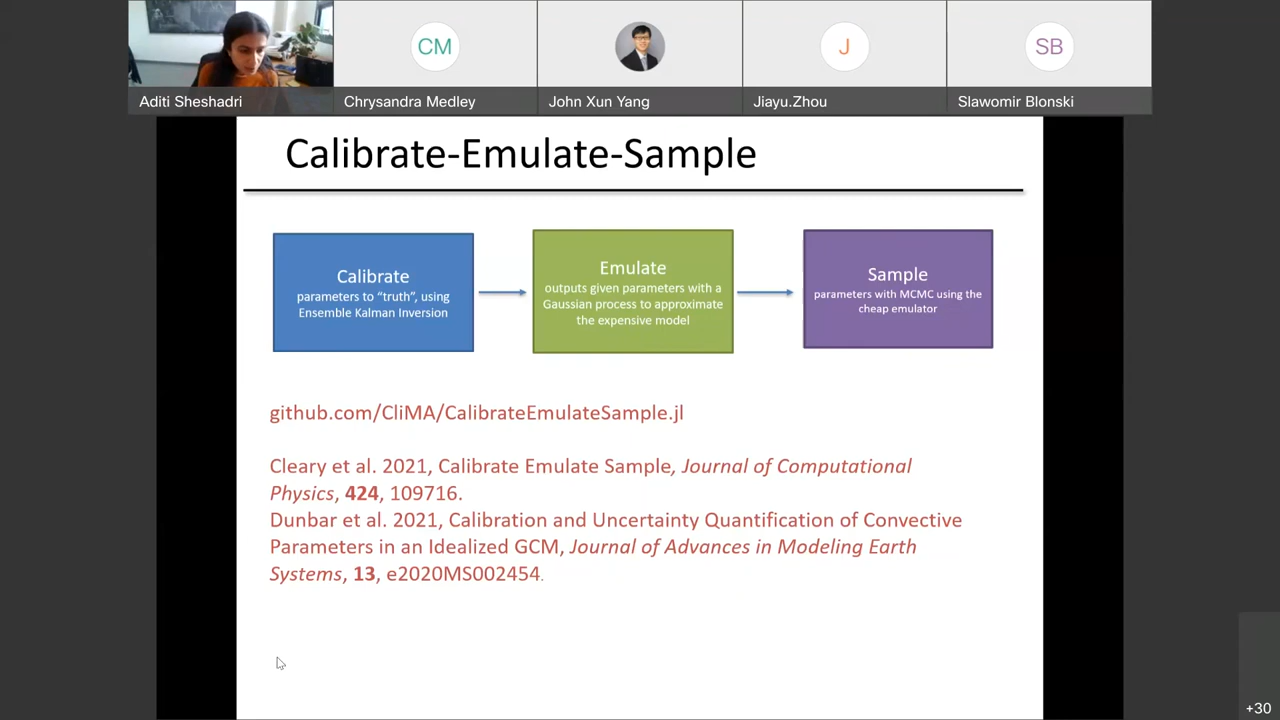 CM
J
SB
Aditi Sheshadri
Chrysandra Medley
John Xun Yang
Jiayu.Zhou
Slawomir Blonski
Calibrate-Emulate-Sample
Calibrate
parameters to “truth”, using
Ensemble Kalman Inversion
Emulate
outputs given parameters with a
Gaussian process to approximate
the expensive model
Sample
parameters with MCMC using the
cheap emulator
github.com/CliMA/CalibrateEmulateSample.jl
Cleary et al. 2021, Calibrate Emulate Sample, Journal of Computational
Physics, 424, 109716.
Dunbar et al. 2021, Calibration and Uncertainty Quantification of Convective
Parameters in an Idealized GCM, Journal of Advances in Modeling Earth
Systems, 13, e2020MS002454.
+30